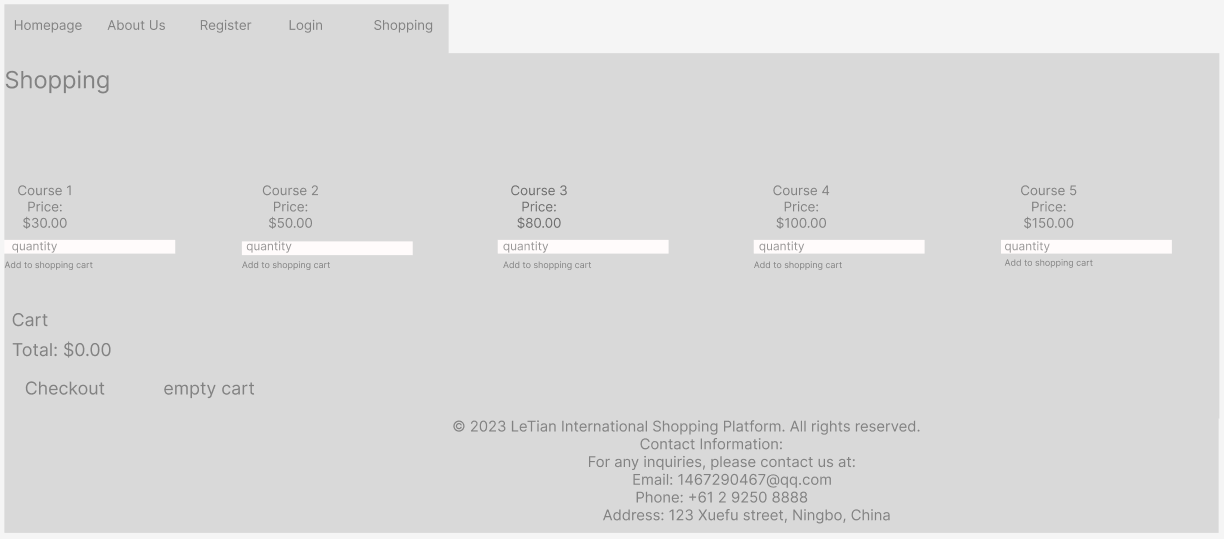 Homepage About Us Register Login Shopping
Shopping
Course 1 Course 2 Course 3 Course 4 Course 5
Price: Price: Price: Price: Price:
$30.00 $50.00 $80.00 $100.00 $150.00
quantity quantity quantity quantity quantity
Add to shopping cart Add to shopping cart Add to shopping cart Add to shopping cart Add to shopping cart
Cart
Total: $0.00
Checkout empty cart
© 2023 LeTian International Shopping Platform. All rights reserved.
Contact Information:
For any inquiries, please contact us at:
Email: 1467290467@qq.com
Phone: +61 2 9250 8888
Address: 123 Xuefu street, Ningbo, China